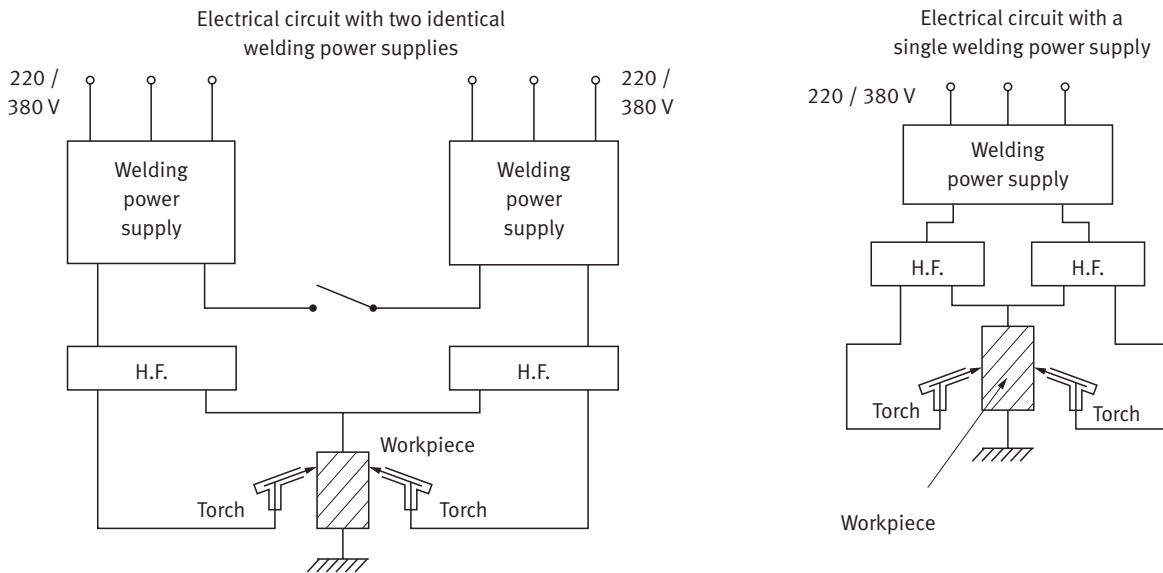 Electrical circuit with two identical
welding power supplies
220 /
380 V
220 /
380 V
Welding
power
supply
Welding
power
supply
H.F.
H.F.
Workpiece
Torch
Torch
Electrical circuit with a
single welding power supply
220 / 380 V
Welding
power supply
H.F.
H.F.
Torch
Torch
Workpiece